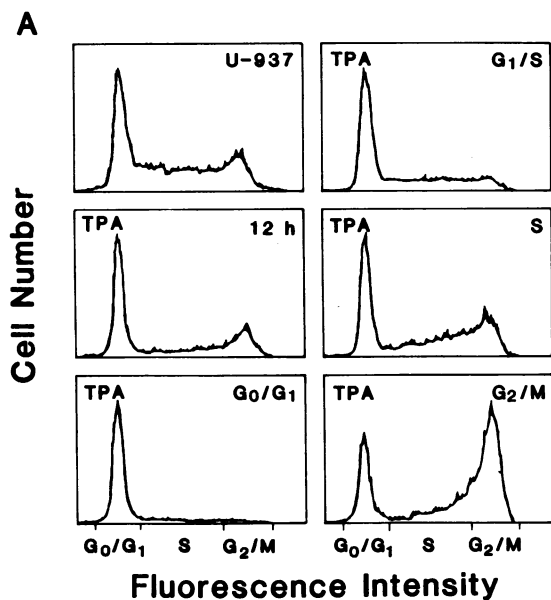 A
U-937
TPA G₁/S
TPA 12 h
TPA S
TPA G₀/G₁
TPA G₂/M
Cell Number
G₀/G₁ S G₂/M
G₀/G₁ S G₂/M
Fluorescence Intensity